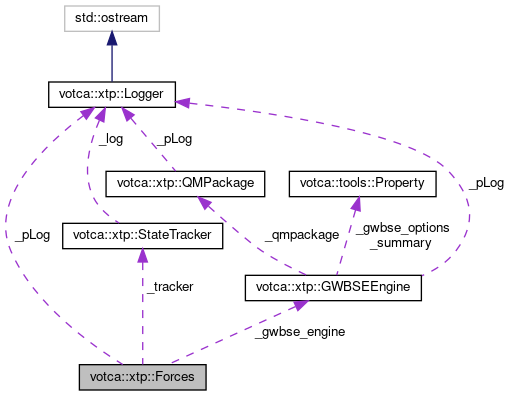 std::ostream
votca::xtp::Logger
_log
_pLog
votca::xtp::QMPackage
votca::tools::Property
_pLog
_pLog
votca::xtp::StateTracker
_qmpackage
_gwbse_options
_summary
_tracker
votca::xtp::GWBSEEngine
_gwbse_engine
votca::xtp::Forces